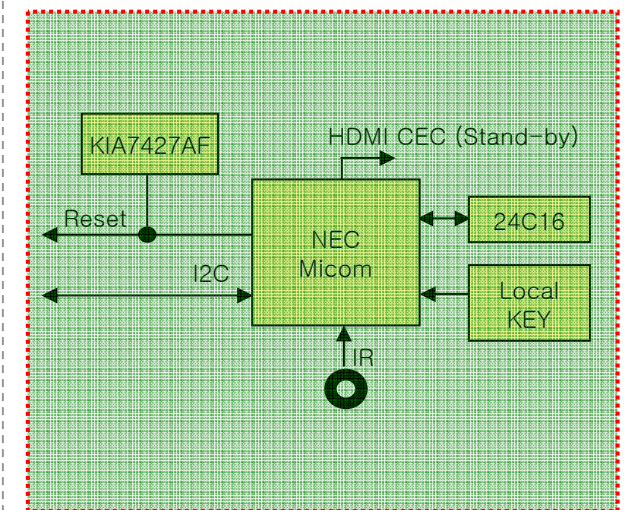 KIA7427AF
HDMI CEC (Stand-by)
Reset
NEC
Micom
24C16
I2C
Local
KEY
IR